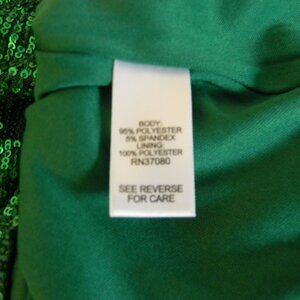 BODY:
95% POLYESTER
5% SPANDEX
LINING:
100% POLYESTER
RN37080
SEE REVERSE
FOR CARE